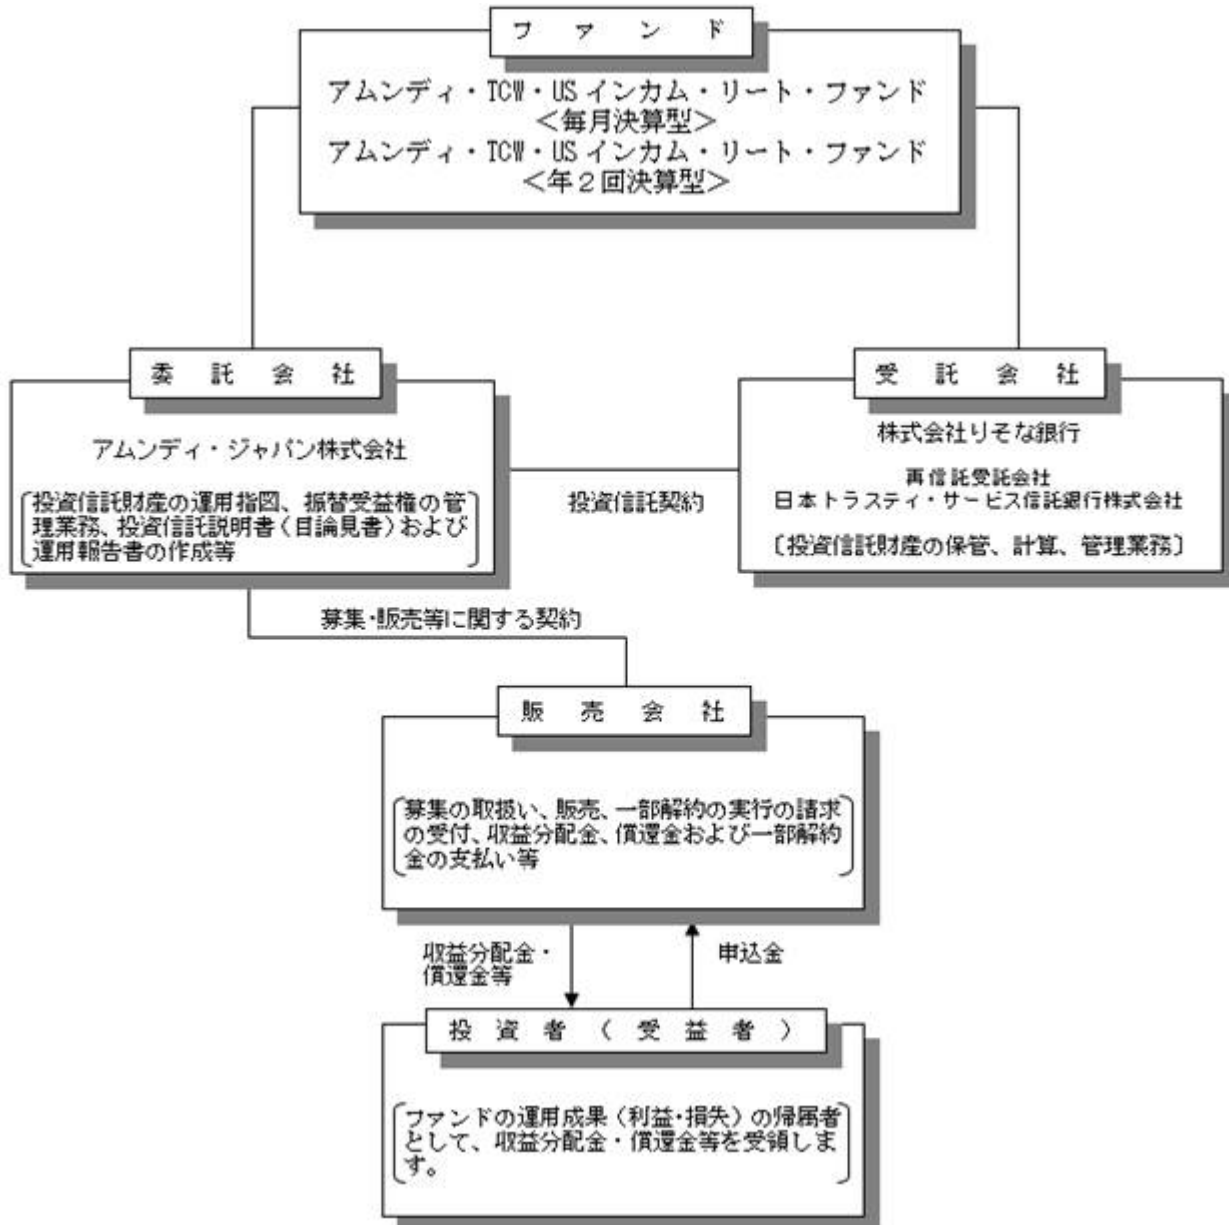 ファンド
アムンディ・TCW・USインカム・リート・ファンド
＜毎月決算型＞
アムンディ・TCW・USインカム・リート・ファンド
＜年２回決算型＞
委託会社
アムンディ・ジャパン株式会社
投資信託財産の運用指図、振替受益権の管
理業務、投資信託説明書（目論見書）および
運用報告書の作成等
投資信託契約
受託会社
株式会社りそな銀行
再信託受託会社
日本トラスティ・サービス信託銀行株式会社
〔投資信託財産の保管、計算、管理業務〕
募集・販売等に関する契約
販売会社
募集の取扱い、販売、一部解約の実行の請求
の受付、収益分配金、償還金および一部解約
金の支払い等
収益分配金・
償還金等
申込金
投資者（受益者）
ファンドの運用成果（利益・損失）の帰属者
として、収益分配金・償還金等を受領しま
す。